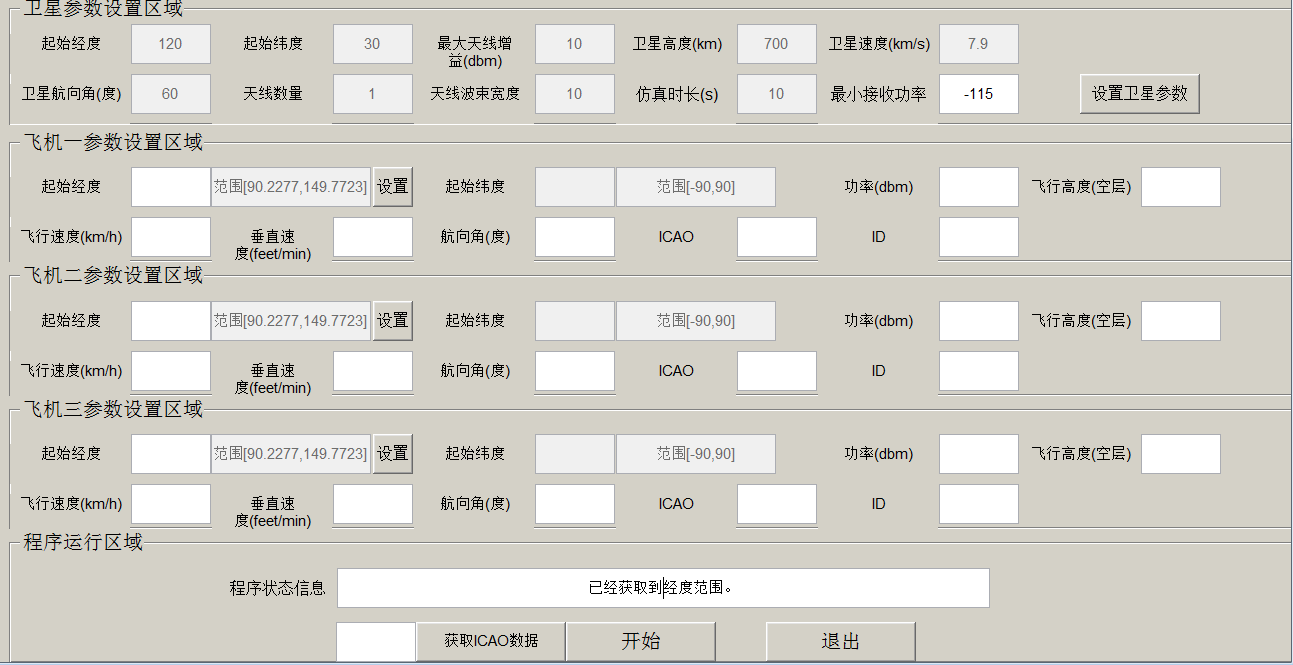 卫星参数设置区域
起始经度 120 起始纬度 30 最大天线增益(dbm) 10 卫星高度(km) 700 卫星速度(km/s) 7.9
卫星航向角(度) 60 天线数量 1 天线波束宽度 10 仿真时长(s) 10 最小接收功率 -115 设置卫星参数
飞机一参数设置区域
起始经度 范围[90.2277,149.7723] 设置 起始纬度 范围[-90,90] 功率(dbm) 飞行高度(空层)
飞行速度(km/h) 垂直速度(feet/min) 航向角(度) ICAO ID
飞机二参数设置区域
起始经度 范围[90.2277,149.7723] 设置 起始纬度 范围[-90,90] 功率(dbm) 飞行高度(空层)
飞行速度(km/h) 垂直速度(feet/min) 航向角(度) ICAO ID
飞机三参数设置区域
起始经度 范围[90.2277,149.7723] 设置 起始纬度 范围[-90,90] 功率(dbm) 飞行高度(空层)
飞行速度(km/h) 垂直速度(feet/min) 航向角(度) ICAO ID
程序运行区域
程序状态信息 已经获取到经度范围。
获取ICAO数据 开始 退出